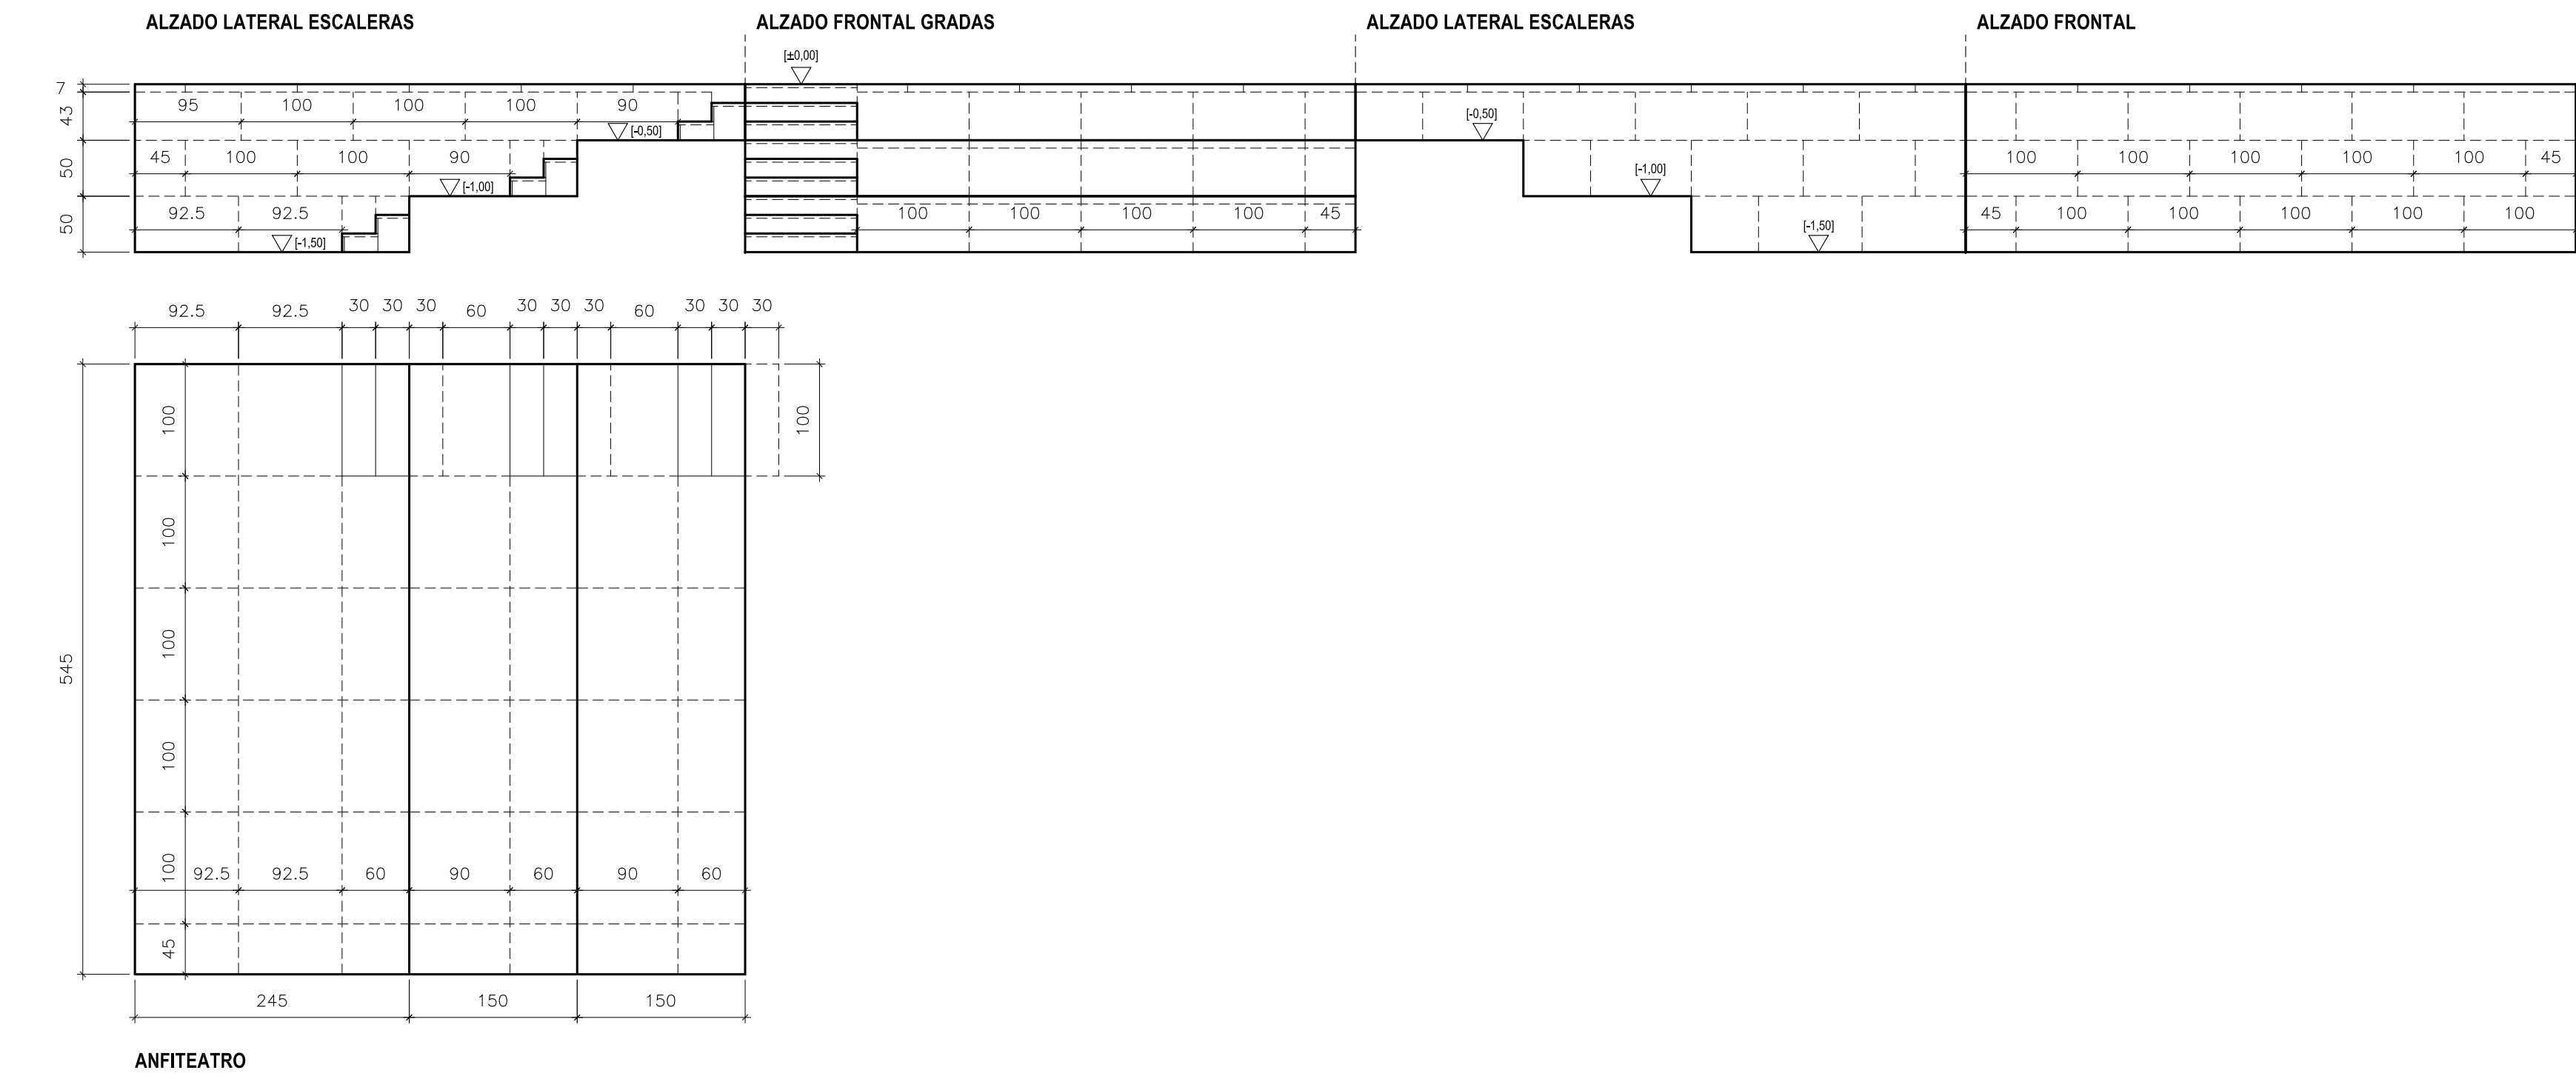 ALZADO LATERAL ESCALERAS ALZADO FRONTAL GRADAS ALZADO LATERAL ESCALERAS ALZADO FRONTAL
[±0,00]
7
95 100 100 100 90
43
[-0,50] [-0,50]
45 100 100 90 100 100 100 100 100 45
50
[-1,00] [-1,00]
92.5 92.5 100 100 100 100 45 45 100 100 100 100 100
50
[-1,50] [-1,50]
92.5 92.5 30 30 30 60 30 30 30 60 30 30 30
100 100
100
100
545
100
100 92.5 92.5 60 90 60 90 60
45
245 150 150
ANFITEATRO